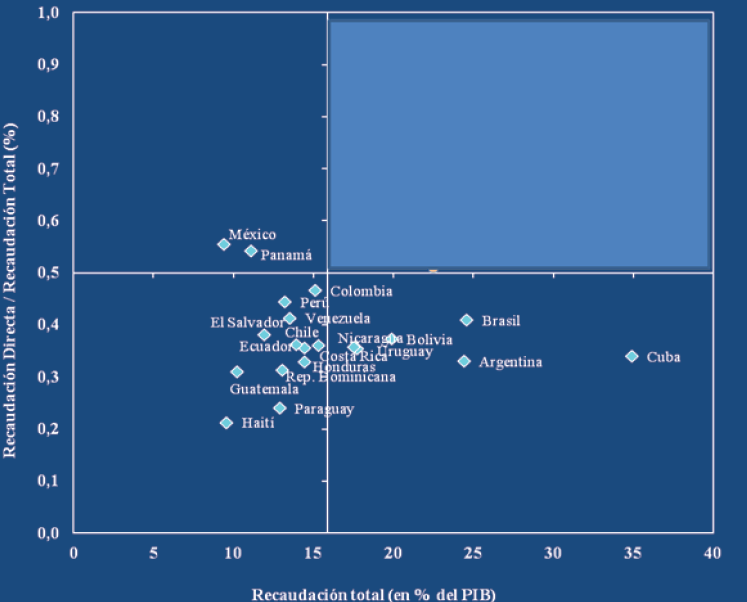 1,0
0,9
0,8
0,7
0,6
0,5
0,4
0,3
0,2
0,1
0,0
Recaudación Directa / Recaudación Total (%)
México
Panamá
Colombia
Perú
El Salvador
Venezuela
Chile
Nicaragua
Bolivia
Brasil
Ecuador
Costa Rica
Uruguay
Cuba
Honduras
Argentina
Rep. Dominicana
Guatemala
Paraguay
Haití
0 5 10 15 20 25 30 35 40
Recaudación total (en % del PIB)